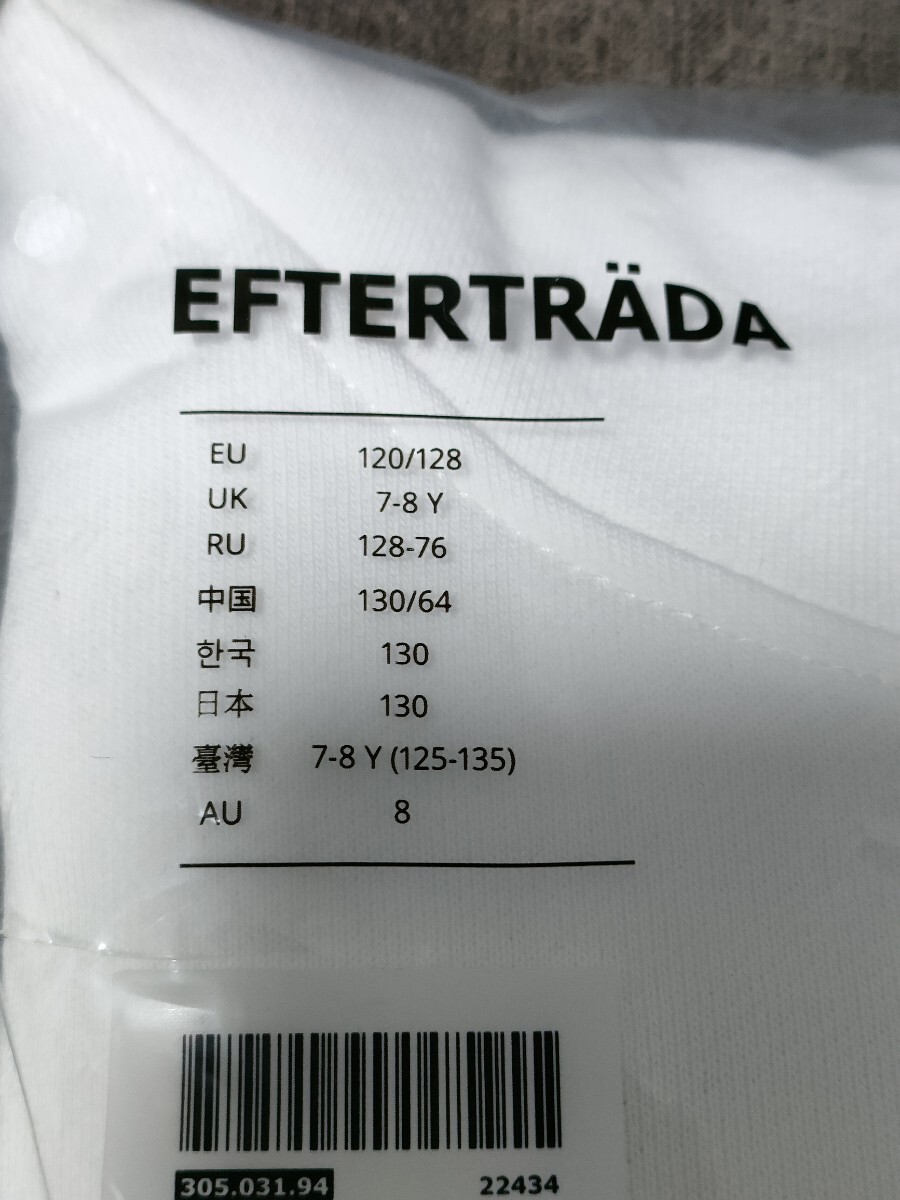 EFTERTRÄDA
EU 120/128
UK 7-8 Y
RU 128-76
中国 130/64
한국 130
日本 130
臺灣 7-8 Y (125-135)
AU 8
305.031.94 22434